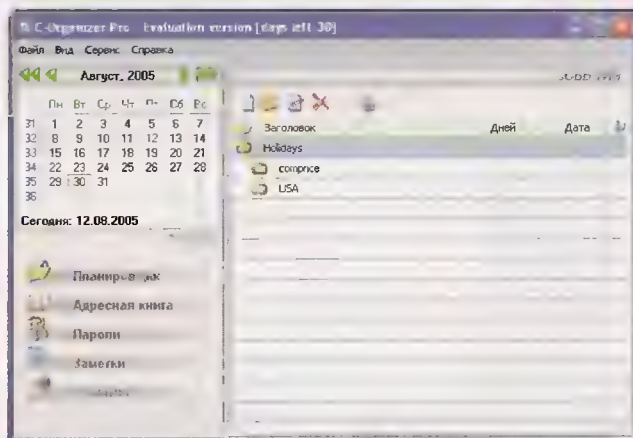 C-Organizer Pro - Evaluation version [days left 30]
Файл Вид Сервис Справка
Август, 2005
Пн Вт Ср Чт Пт Сб Вс
31 1 2 3 4 5 6 7
32 8 9 10 11 12 13 14
33 15 16 17 18 19 20 21
34 22 23 24 25 26 27 28
35 29 30 31
36
Сегодня: 12.08.2005
Планировщик
Адресная книга
Пароли
Заметки
Заголовок Дней Дата
Holidays
comprice
USA